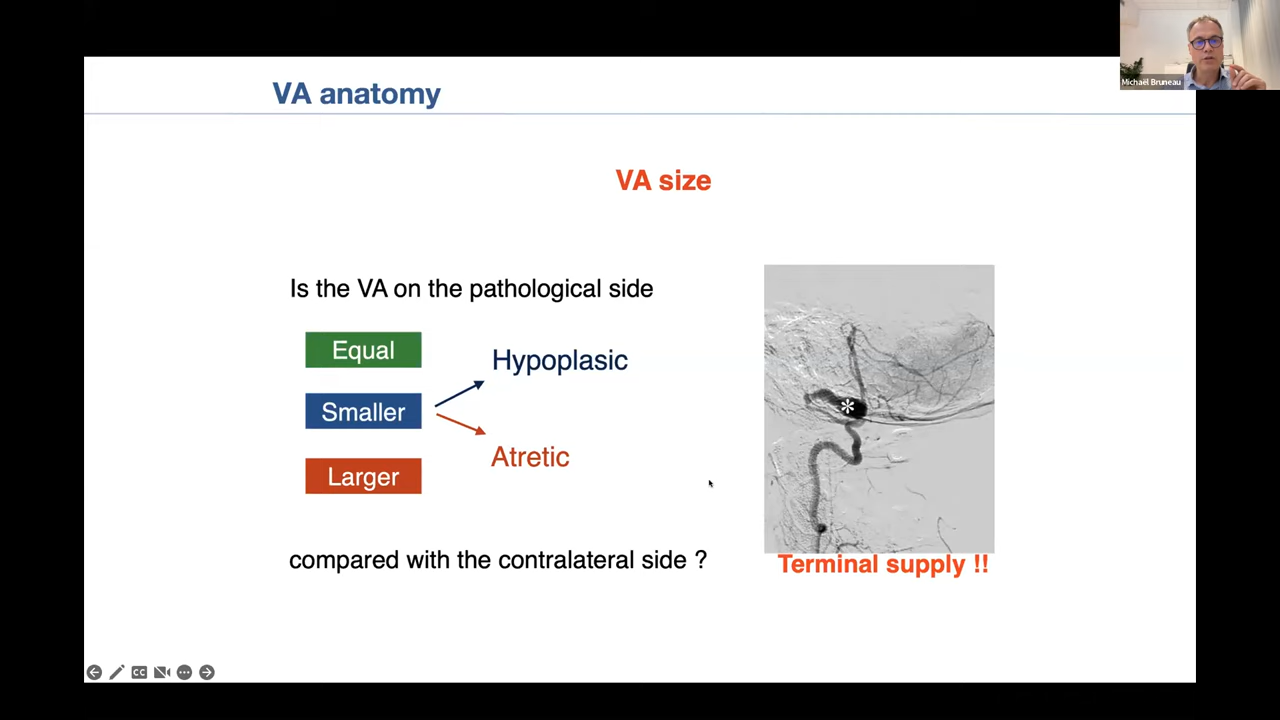 Michaël Bruneau
VA anatomy
VA size
Is the VA on the pathological side
Equal
Hypoplasic
Smaller
Atretic
Larger
compared with the contralateral side ?
*
Terminal supply !!
CC